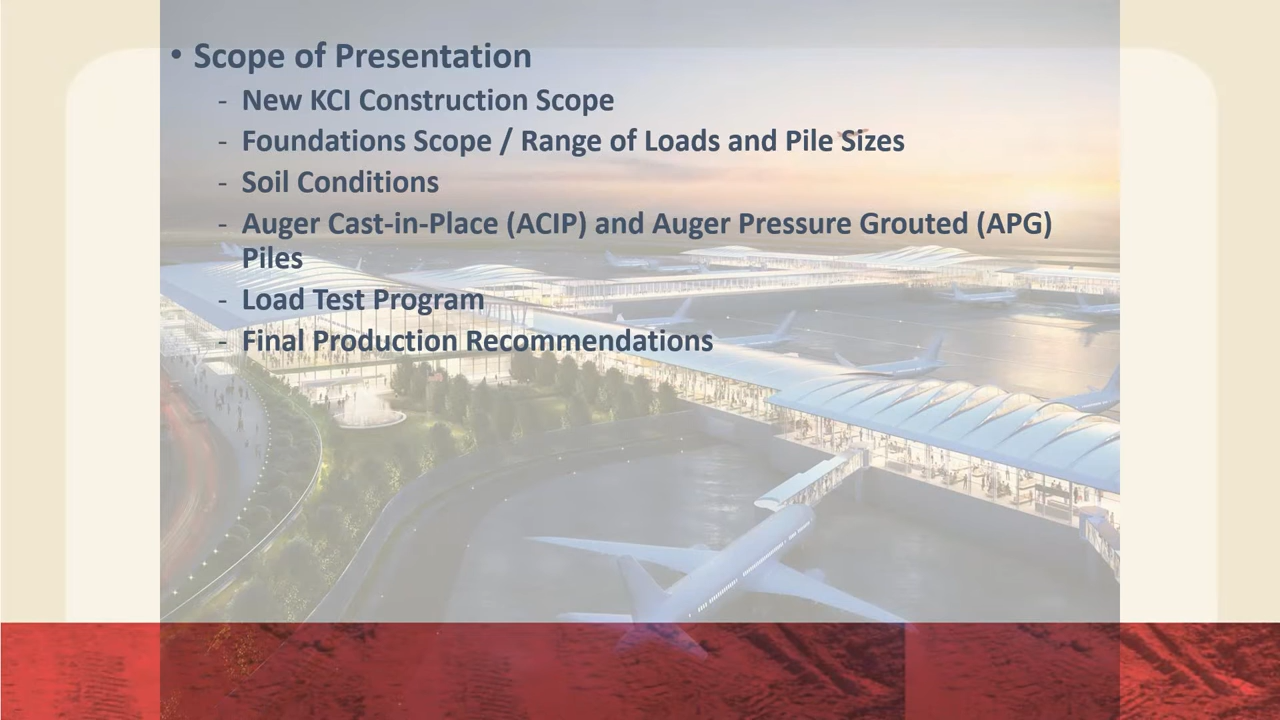 • Scope of Presentation
- New KCI Construction Scope
- Foundations Scope / Range of Loads and Pile Sizes
- Soil Conditions
- Auger Cast-in-Place (ACIP) and Auger Pressure Grouted (APG)
Piles
- Load Test Program
- Final Production Recommendations